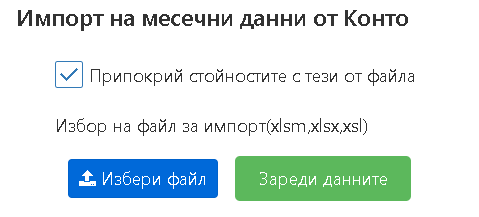 Импорт на месечни данни от Конто
Припокрий стойностите с тези от файла
Избор на файл за импорт(xlsm,xlsx,xsl)
Избери файл
Зареди данните